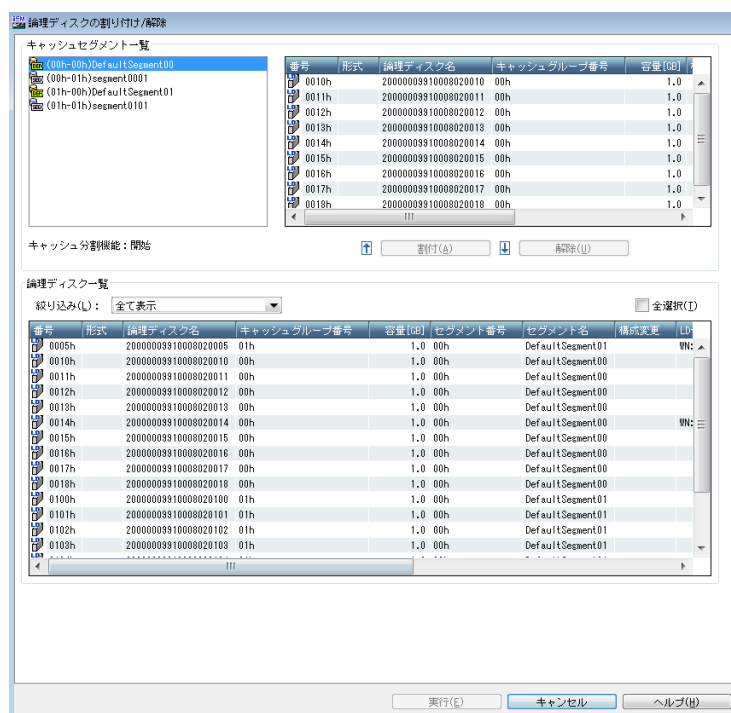 論理ディスクの割り付け/解除
キャッシュセグメント一覧
(00h-00h)DefaultSegment00
(00h-01h)segment0001
(01h-00h)DefaultSegment01
(01h-01h)segment0101
番号 形式 論理ディスク名 キャッシュグループ番号 容量[GB]
0010h 20000009910008020010 00h 1.0
0011h 20000009910008020011 00h 1.0
0012h 20000009910008020012 00h 1.0
0013h 20000009910008020013 00h 1.0
0014h 20000009910008020014 00h 1.0
0015h 20000009910008020015 00h 1.0
0016h 20000009910008020016 00h 1.0
0017h 20000009910008020017 00h 1.0
0018h 20000009910008020018 00h 1.0
キャッシュ分割機能：開始 割付(A) 解除(U)
論理ディスク一覧
絞り込み(L)： 全て表示 全選択(I)
番号 形式 論理ディスク名 キャッシュグループ番号 容量[GB] セグメント番号 セグメント名 構成変更 LD
0005h 20000009910008020005 01h 1.0 00h DefaultSegment01 WN:
0010h 20000009910008020010 00h 1.0 00h DefaultSegment00
0011h 20000009910008020011 00h 1.0 00h DefaultSegment00
0012h 20000009910008020012 00h 1.0 00h DefaultSegment00
0013h 20000009910008020013 00h 1.0 00h DefaultSegment00
0014h 20000009910008020014 00h 1.0 00h DefaultSegment00 WN:
0015h 20000009910008020015 00h 1.0 00h DefaultSegment00
0016h 20000009910008020016 00h 1.0 00h DefaultSegment00
0017h 20000009910008020017 00h 1.0 00h DefaultSegment00
0018h 20000009910008020018 00h 1.0 00h DefaultSegment00
0100h 20000009910008020100 01h 1.0 00h DefaultSegment01
0101h 20000009910008020101 01h 1.0 00h DefaultSegment01
0102h 20000009910008020102 01h 1.0 00h DefaultSegment01
0103h 20000009910008020103 01h 1.0 00h DefaultSegment01
実行(E) キャンセル ヘルプ(H)